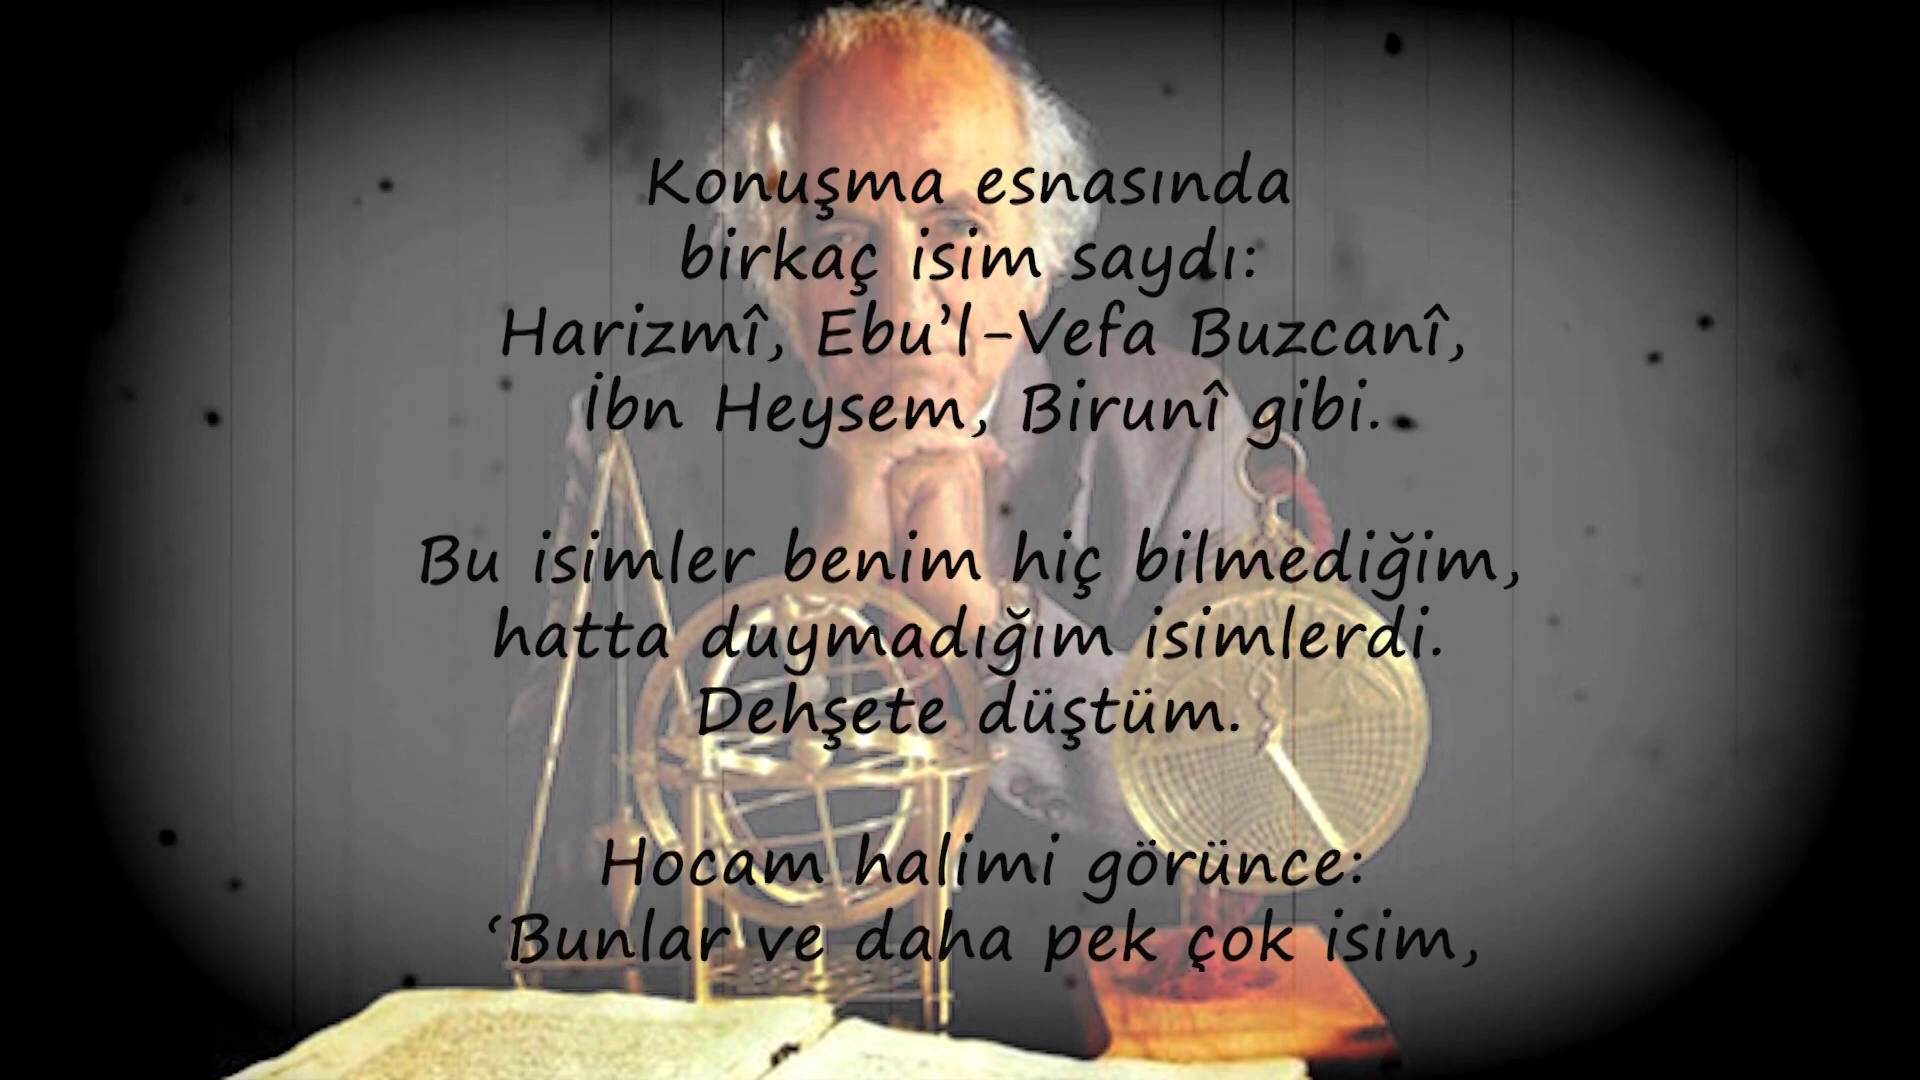 Konuşma esnasında
birkaç isim saydı:
Harizmî, Ebu’l-Vefa Buzcanî,
İbn Heysem, Birunî gibi.
Bu isimler benim hiç bilmediğim,
hatta duymadığım isimlerdi.
Dehşete düştüm.
Hocam halimi görünce:
‘Bunlar ve daha pek çok isim,